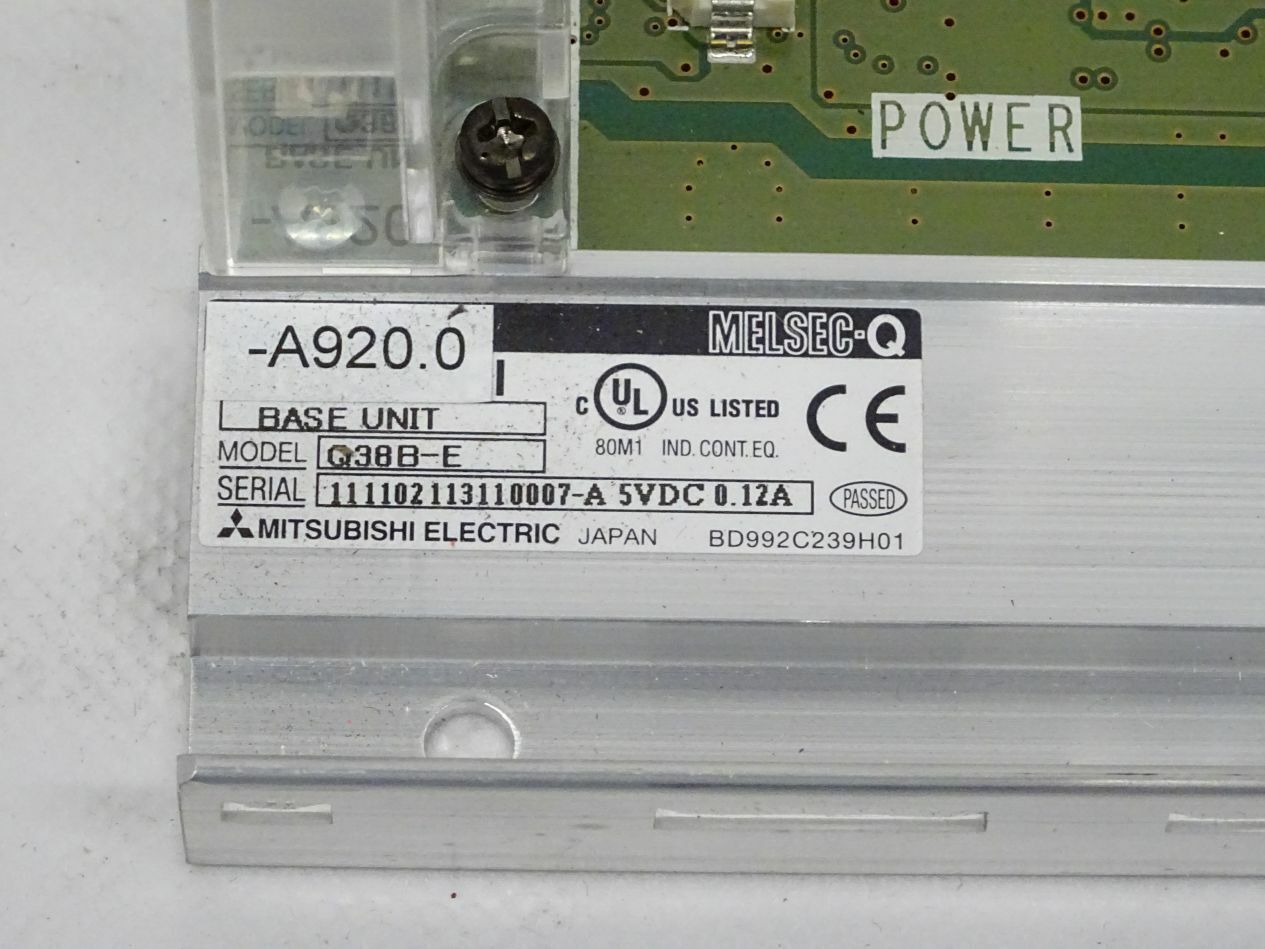 POWER
-A920.0
MELSEC-Q
C UL ® US LISTED
CE
80M1 IND. CONT. EQ.
BASE UNIT
MODEL Q38B-E
SERIAL 111102113110007-A 5VDC 0.12A
PASSED
MITSUBISHI ELECTRIC JAPAN BD992C239H01